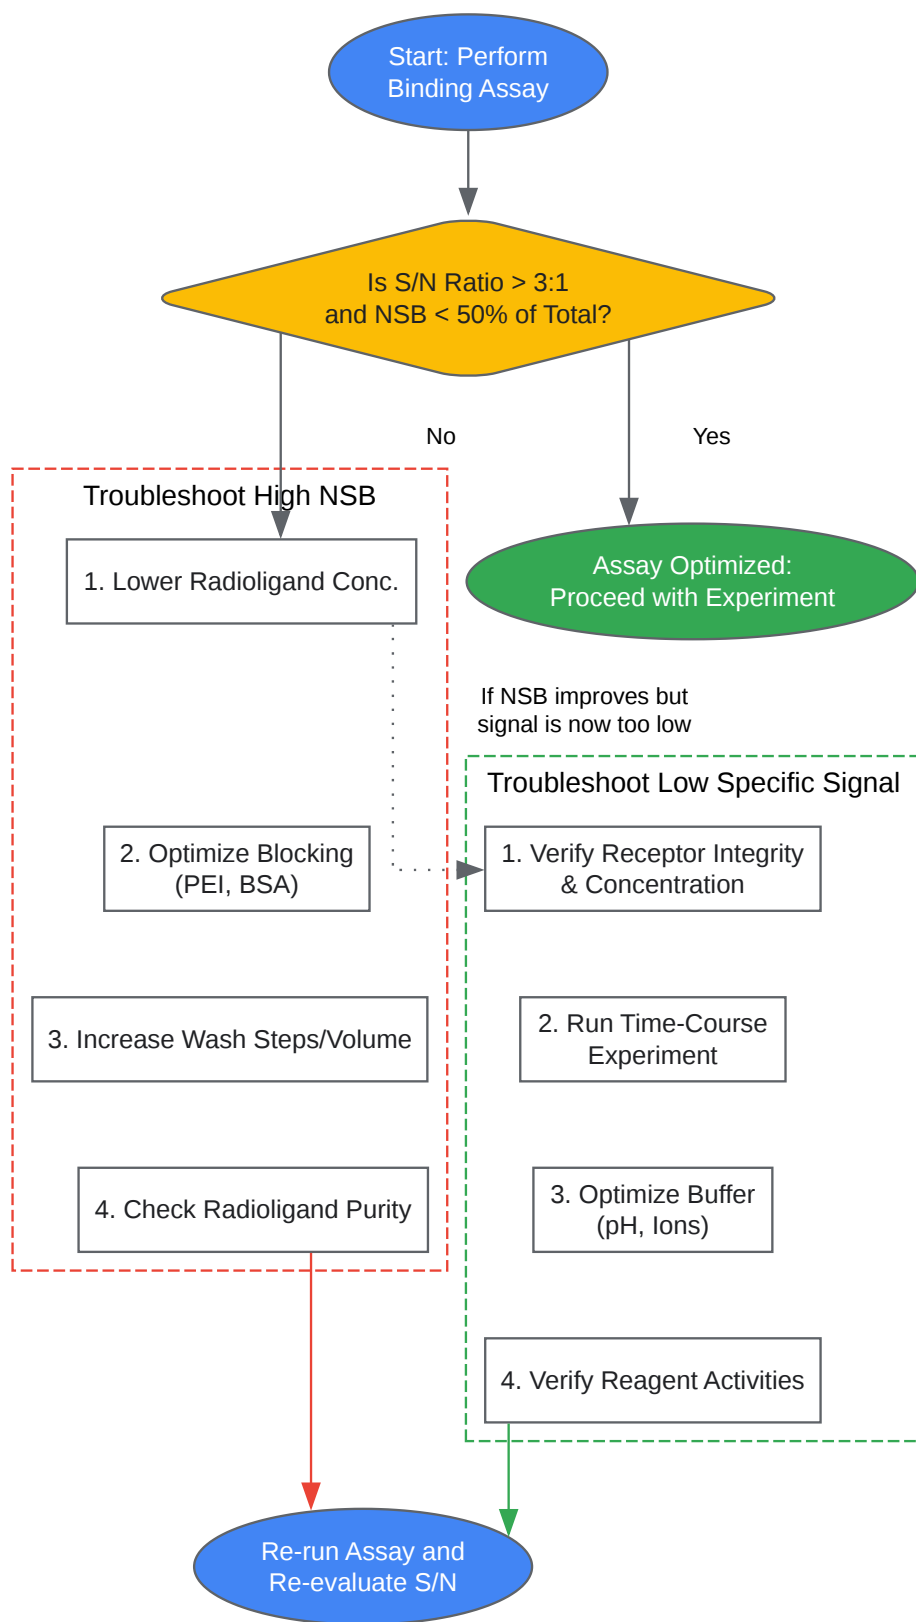 Start: Perform
Binding Assay
Is S/N Ratio > 3:1
and NSB < 50% of Total?
No
Yes
Troubleshoot High NSB
1. Lower Radioligand Conc.
Assay Optimized:
Proceed with Experiment
If NSB improves but
signal is now too low
Troubleshoot Low Specific Signal
2. Optimize Blocking
(PEI, BSA)
1. Verify Receptor Integrity
& Concentration
3. Increase Wash Steps/Volume
2. Run Time-Course
Experiment
4. Check Radioligand Purity
3. Optimize Buffer
(pH, Ions)
4. Verify Reagent Activities
Re-run Assay and
Re-evaluate S/N